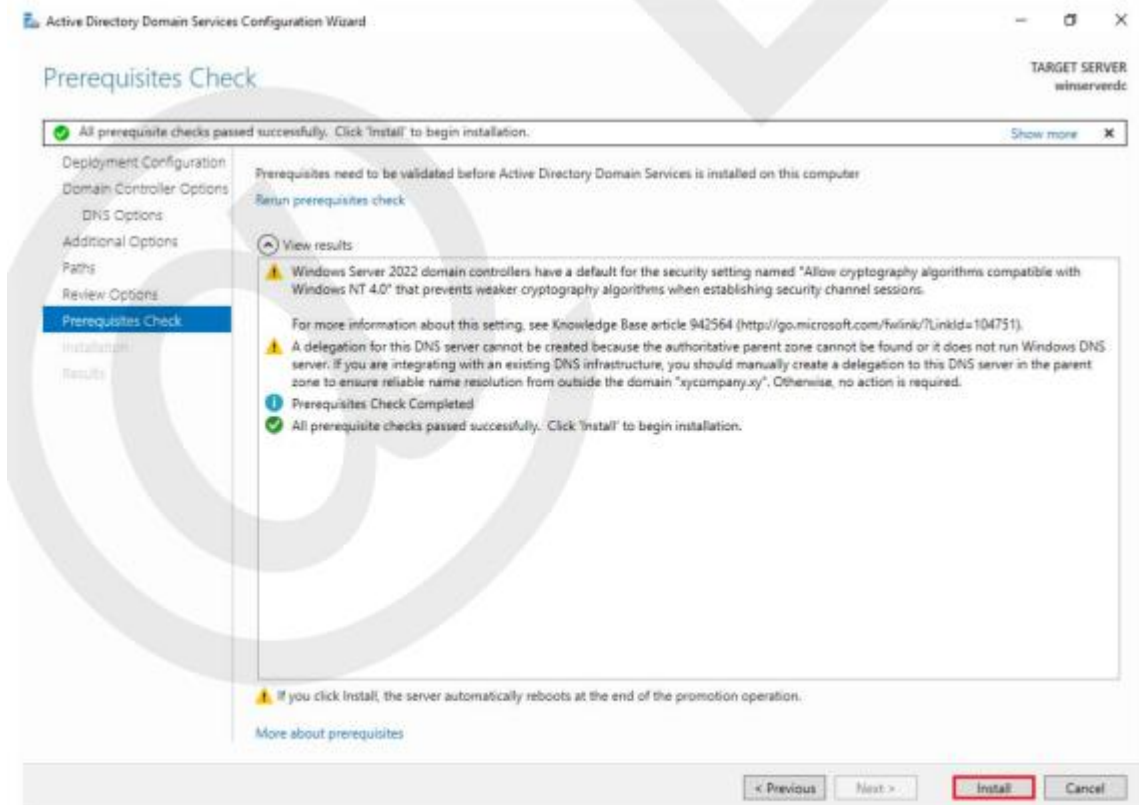 Active Directory Domain Services Configuration Wizard
Prerequisites Check
TARGET SERVER
winserverdc
All prerequisite checks passed successfully. Click 'Install' to begin installation.
Show more
Deployment Configuration
Domain Controller Options
DNS Options
Additional Options
Paths
Review Options
Prerequisites Check
Installation
Results
Prerequisites need to be validated before Active Directory Domain Services is installed on this computer
Rerun prerequisites check
View results
Windows Server 2022 domain controllers have a default for the security setting named "Allow cryptography algorithms compatible with
Windows NT 4.0" that prevents weaker cryptography algorithms when establishing security channel sessions.
For more information about this setting, see Knowledge Base article 942564 (http://go.microsoft.com/fwlink/?LinkId=104751).
A delegation for this DNS server cannot be created because the authoritative parent zone cannot be found or it does not run Windows DNS
server. If you are integrating with an existing DNS infrastructure, you should manually create a delegation to this DNS server in the parent
zone to ensure reliable name resolution from outside the domain "xycompany.xy". Otherwise, no action is required.
Prerequisites Check Completed
All prerequisite checks passed successfully. Click 'Install' to begin installation.
If you click Install, the server automatically reboots at the end of the promotion operation.
More about prerequisites
< Previous
Next >
Install
Cancel